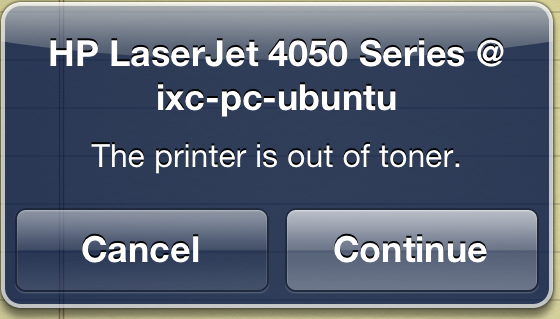 HP LaserJet 4050 Series @
ixc-pc-ubuntu
The printer is out of toner.
Cancel Continue